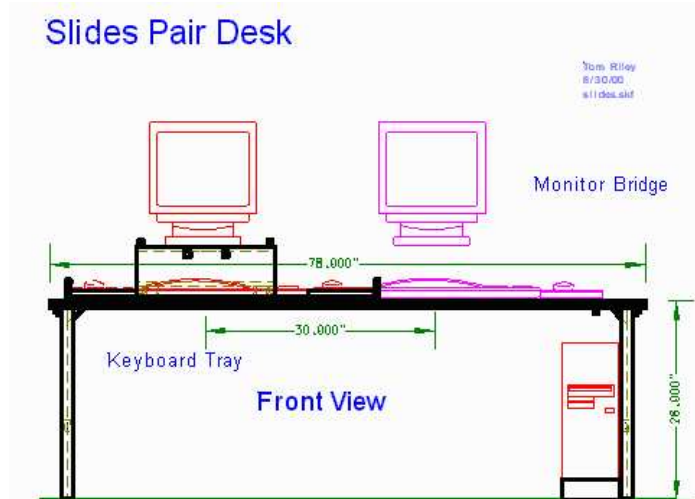 Slides Pair Desk
Tom Riley
8/30/00
slides.skf
Monitor Bridge
78.000"
30.000"
Keyboard Tray
Front View
28.000"